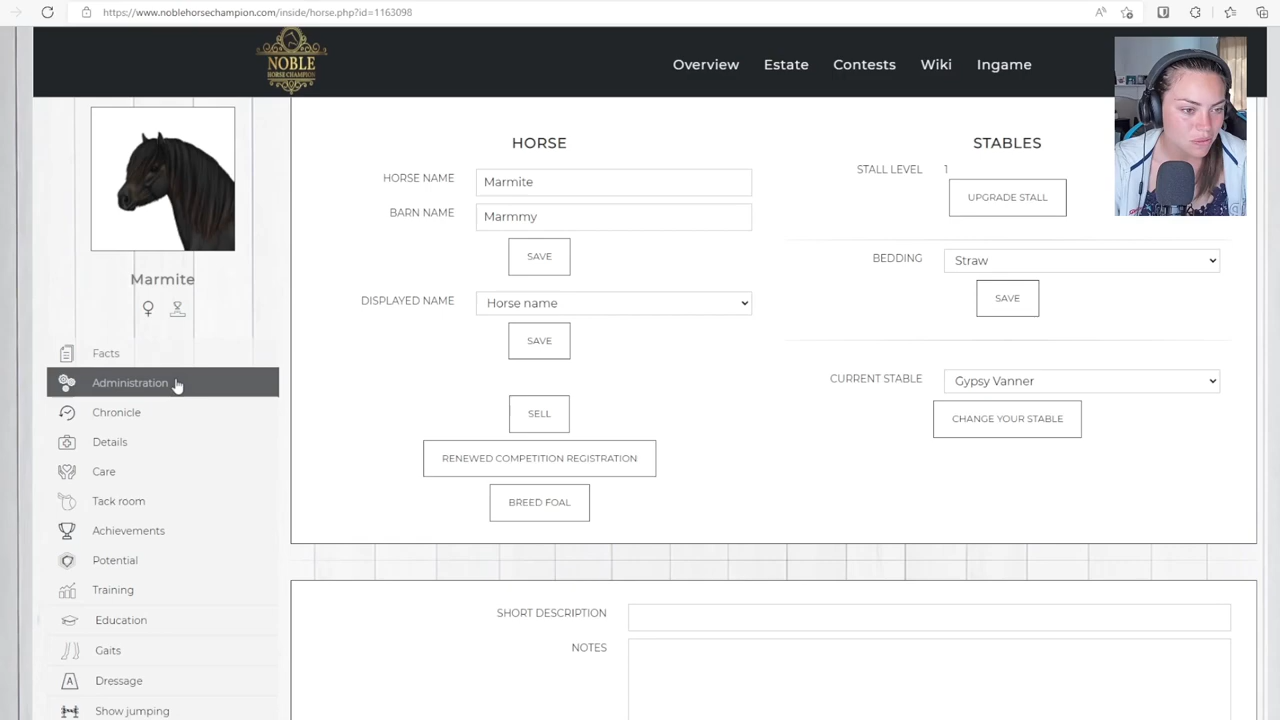 https://www.noblehorsechampion.com/inside/horse.php?id=1163098
NOBLE
HORSE CHAMPION
Overview
Estate
Contests
Wiki
Ingame
Marmite
Facts
Administration
Chronicle
Details
Care
Tack room
Achievements
Potential
Training
Education
Gaits
Dressage
Show jumping
HORSE
HORSE NAME
Marmite
BARN NAME
Marmmy
SAVE
DISPLAYED NAME
Horse name
SAVE
SELL
RENEWED COMPETITION REGISTRATION
BREED FOAL
STABLES
STALL LEVEL
1
UPGRADE STALL
BEDDING
Straw
SAVE
CURRENT STABLE
Gypsy Vanner
CHANGE YOUR STABLE
SHORT DESCRIPTION
NOTES